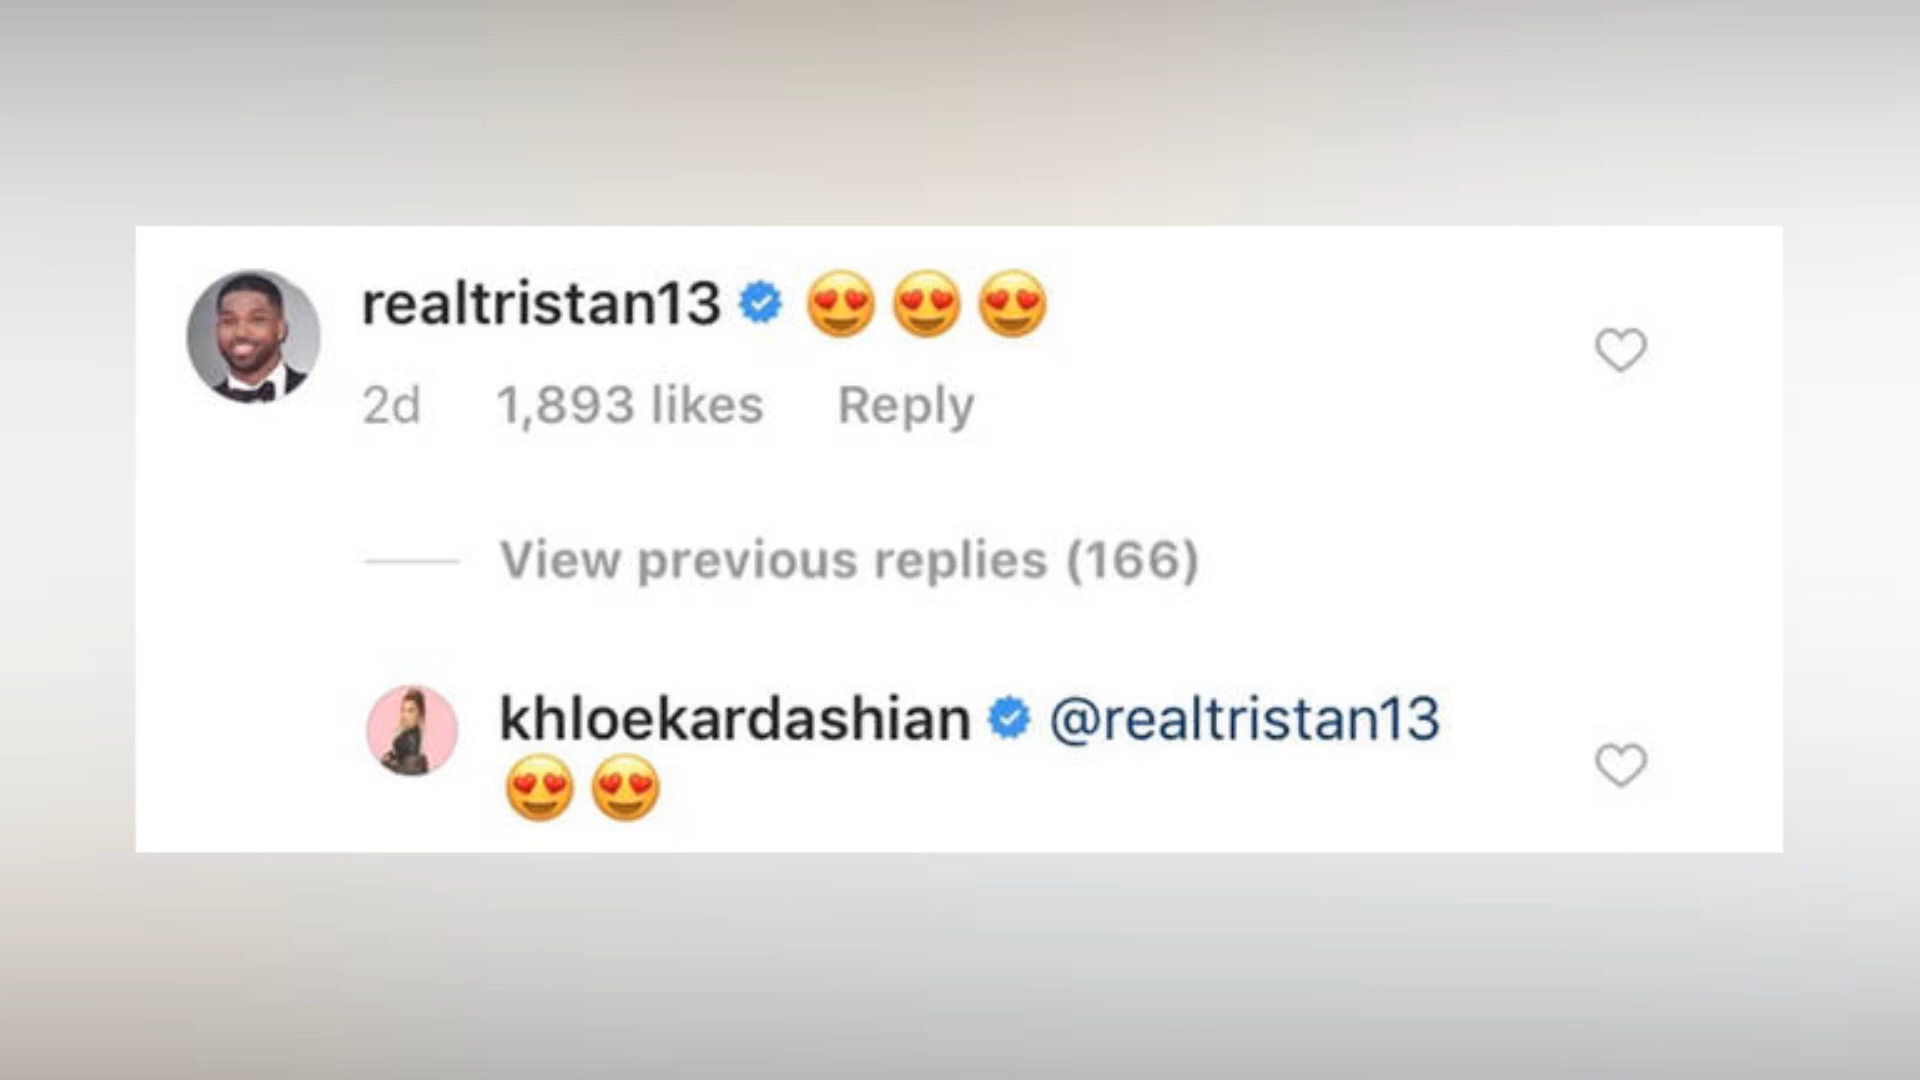 realtristan13 😍😍😍
2d 1,893 likes Reply
View previous replies (166)
khloekardashian @realtristan13
😍😍